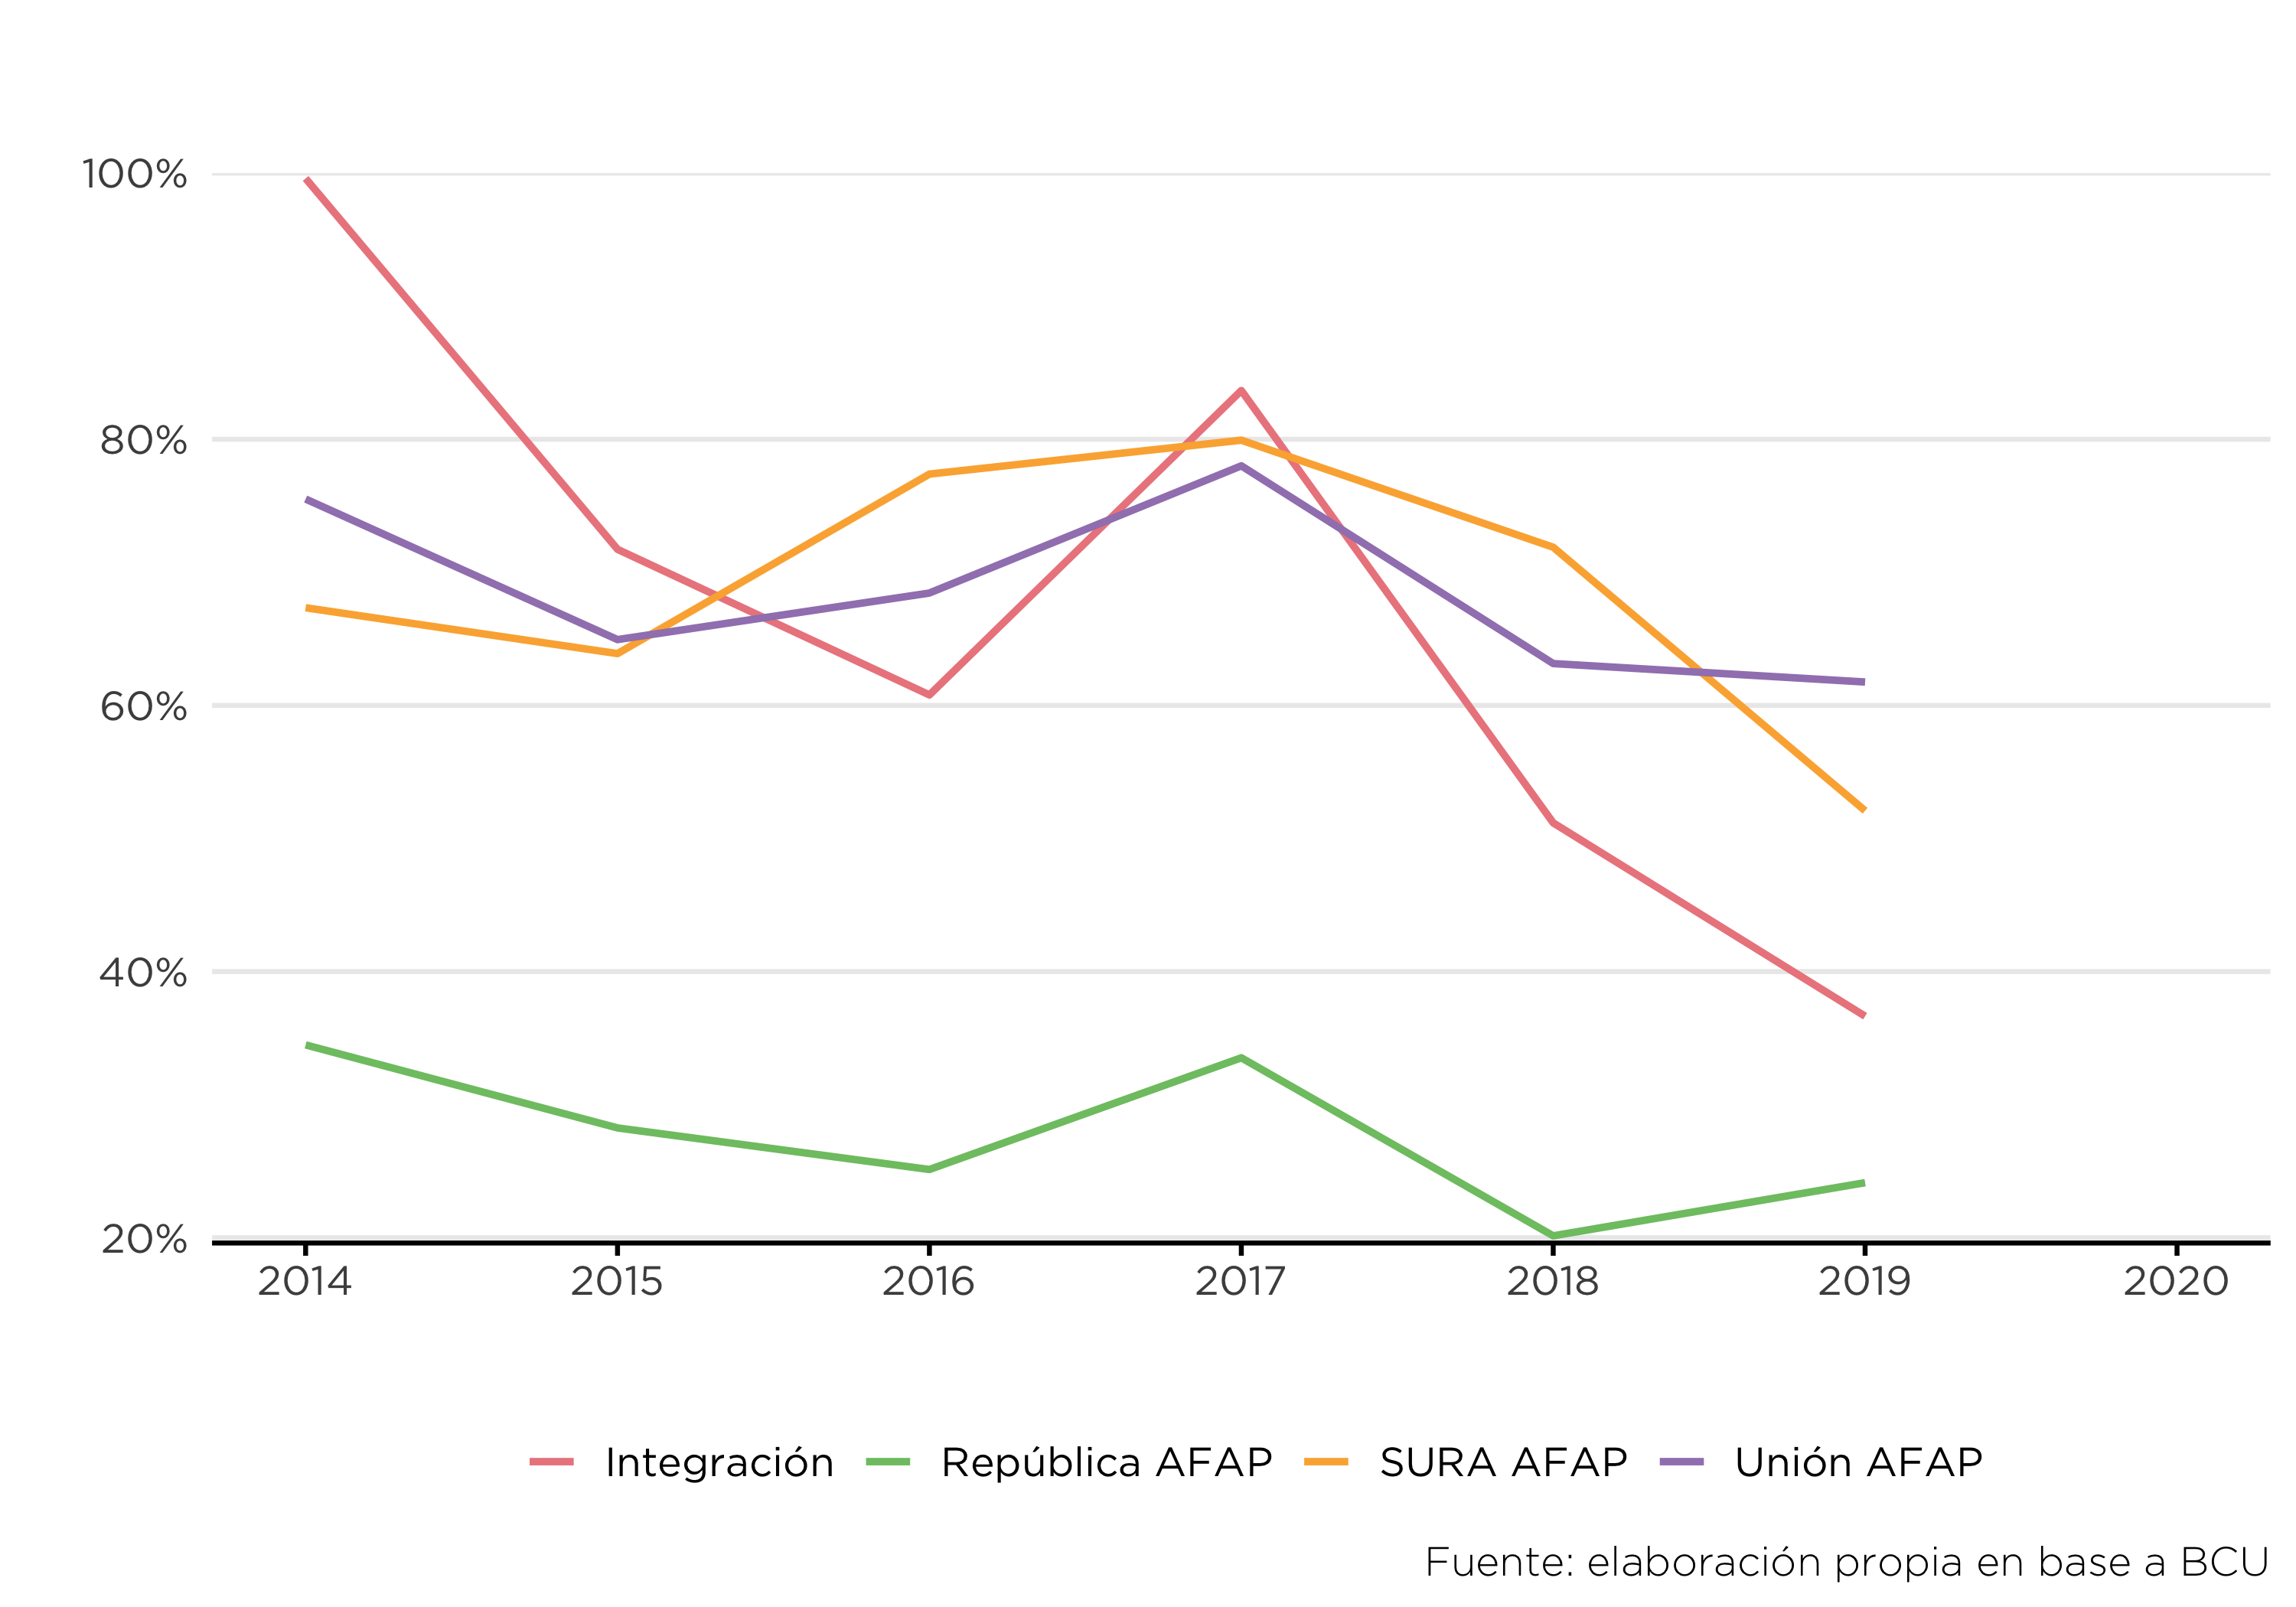 100%
80%
60%
40%
20%
2014 2015 2016 2017 2018 2019 2020
Integración República AFAP SURA AFAP Unión AFAP
Fuente: elaboración propia en base a BCU